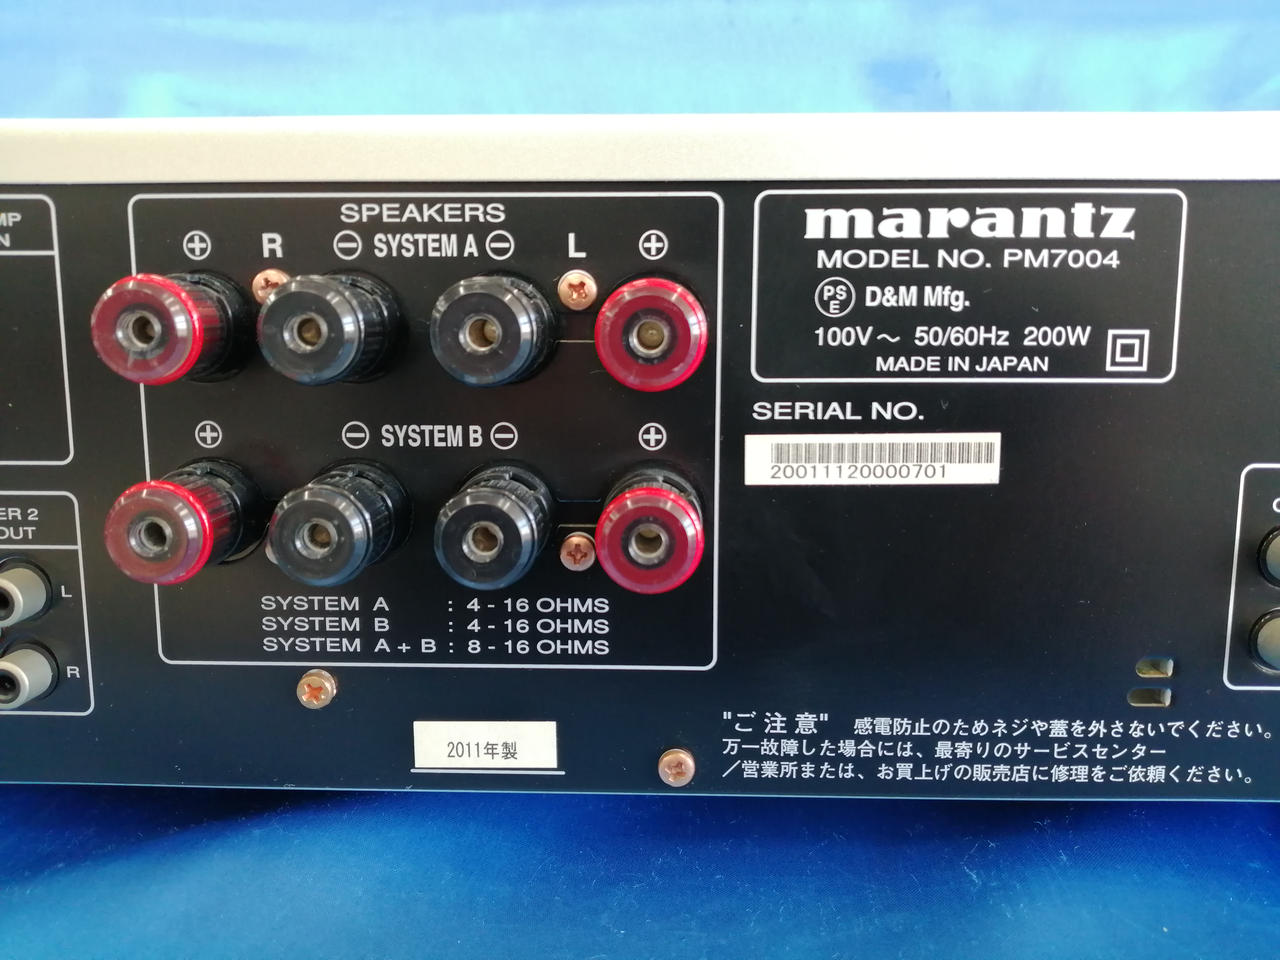 SPEAKERS
R SYSTEM A L
SYSTEM B
SYSTEM A : 4 - 16 OHMS
SYSTEM B : 4 - 16 OHMS
SYSTEM A + B : 8 - 16 OHMS
2011年製
marantz
MODEL NO. PM7004
PSE D&M Mfg.
100V～ 50/60Hz 200W
MADE IN JAPAN
SERIAL NO.
20011120000701
"ご注意" 感電防止のためネジや蓋を外さないでください。
万一故障した場合には、最寄りのサービスセンター
／営業所または、お買上げの販売店に修理をご依頼ください。
ER 2
OUT
L
R